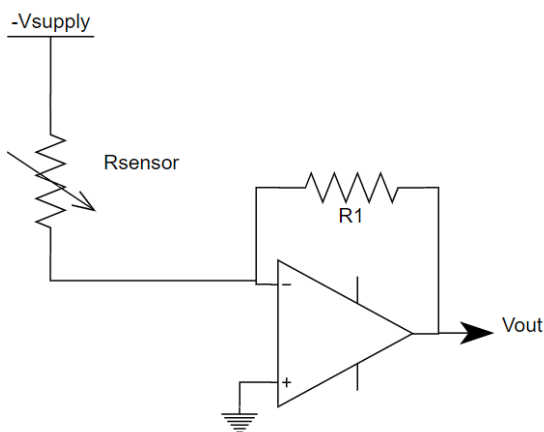 -Vsupply
Rsensor
R1
−
Vout
+